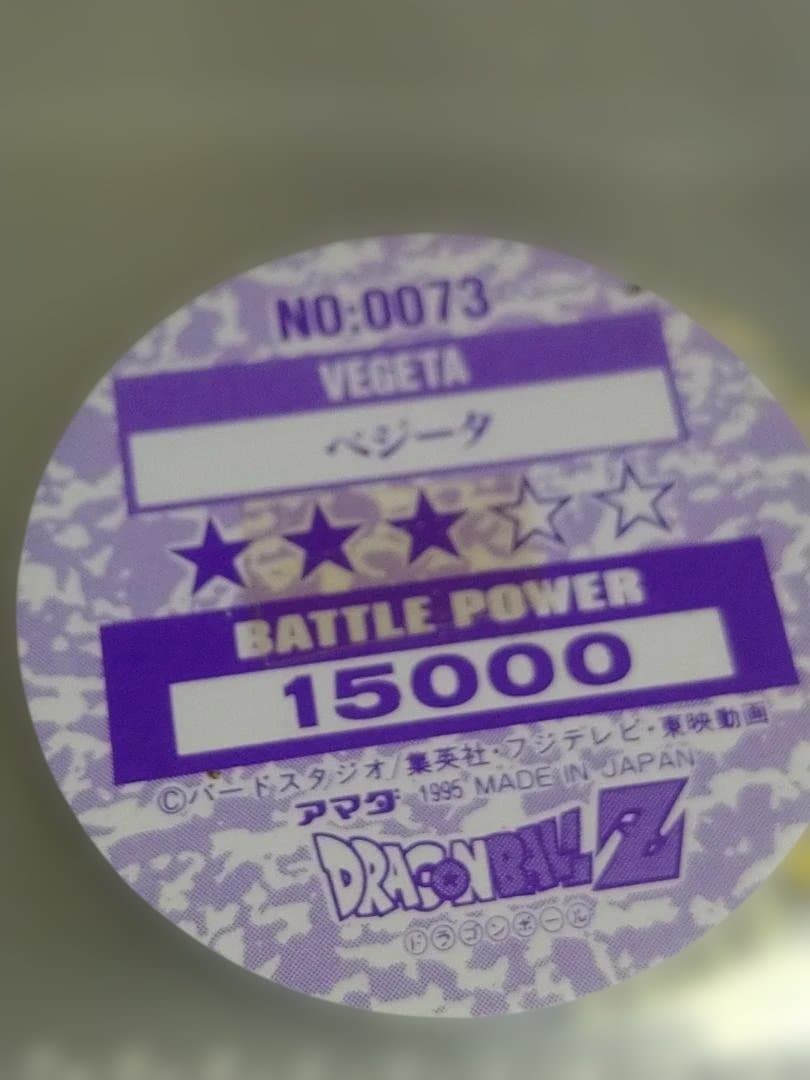 NO:0073
VEGETA
ベジータ
BATTLE POWER
15000
©バードスタジオ/集英社・フジテレビ・東映動画
アマダ 1995 MADE IN JAPAN
DRAGONBALL Z
ドラゴンボール